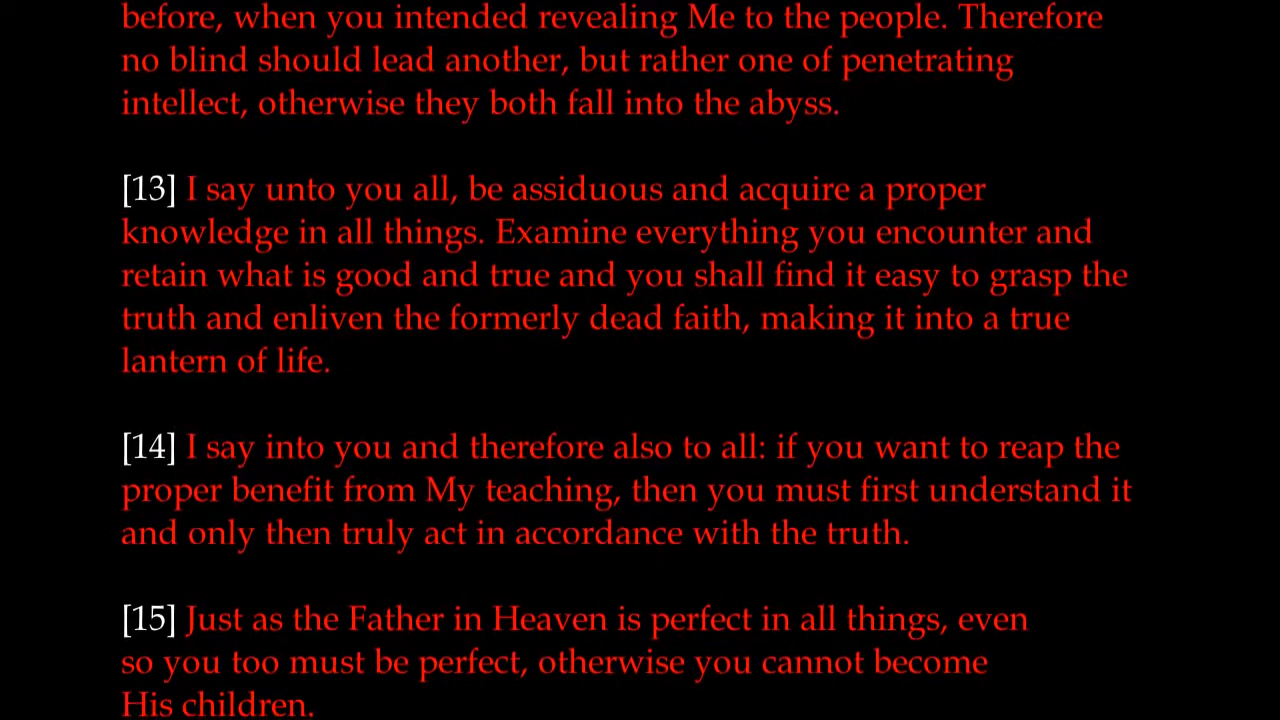 before, when you intended revealing Me to the people. Therefore
no blind should lead another, but rather one of penetrating
intellect, otherwise they both fall into the abyss.
[13] I say unto you all, be assiduous and acquire a proper
knowledge in all things. Examine everything you encounter and
retain what is good and true and you shall find it easy to grasp the
truth and enliven the formerly dead faith, making it into a true
lantern of life.
[14] I say into you and therefore also to all: if you want to reap the
proper benefit from My teaching, then you must first understand it
and only then truly act in accordance with the truth.
[15] Just as the Father in Heaven is perfect in all things, even
so you too must be perfect, otherwise you cannot become
His children.